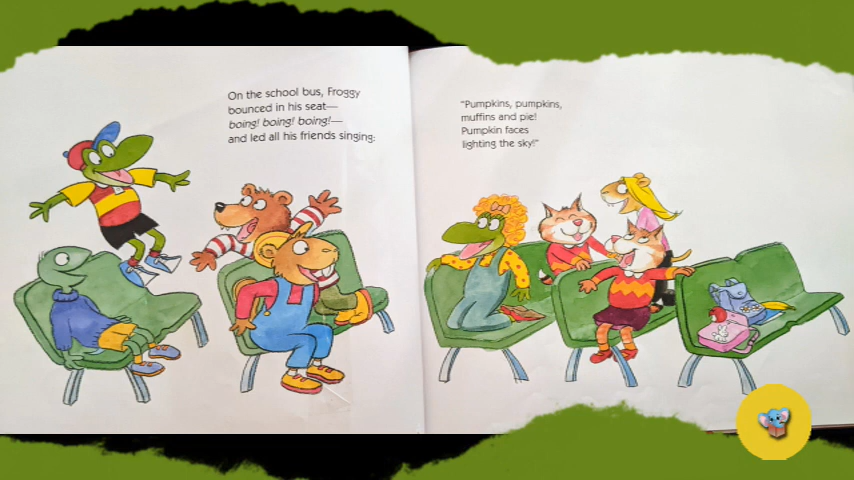 On the school bus, Froggy
bounced in his seat—
boing! boing! boing!—
and led all his friends singing:
"Pumpkins, pumpkins,
muffins and pie!
Pumpkin faces
lighting the sky!"